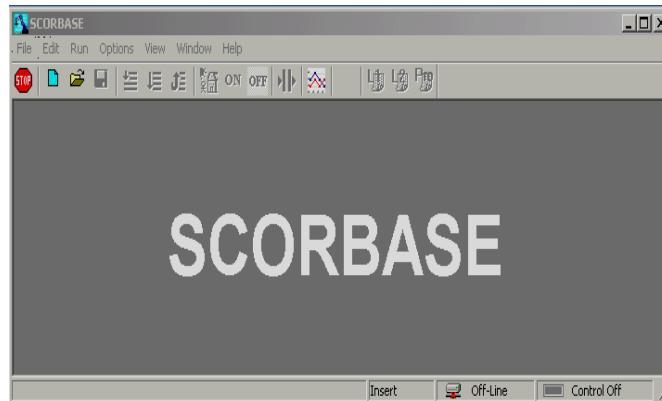 SCORBASE
File Edit Run Options View Window Help
STOP ON OFF
SCORBASE
Insert Off-Line Control Off